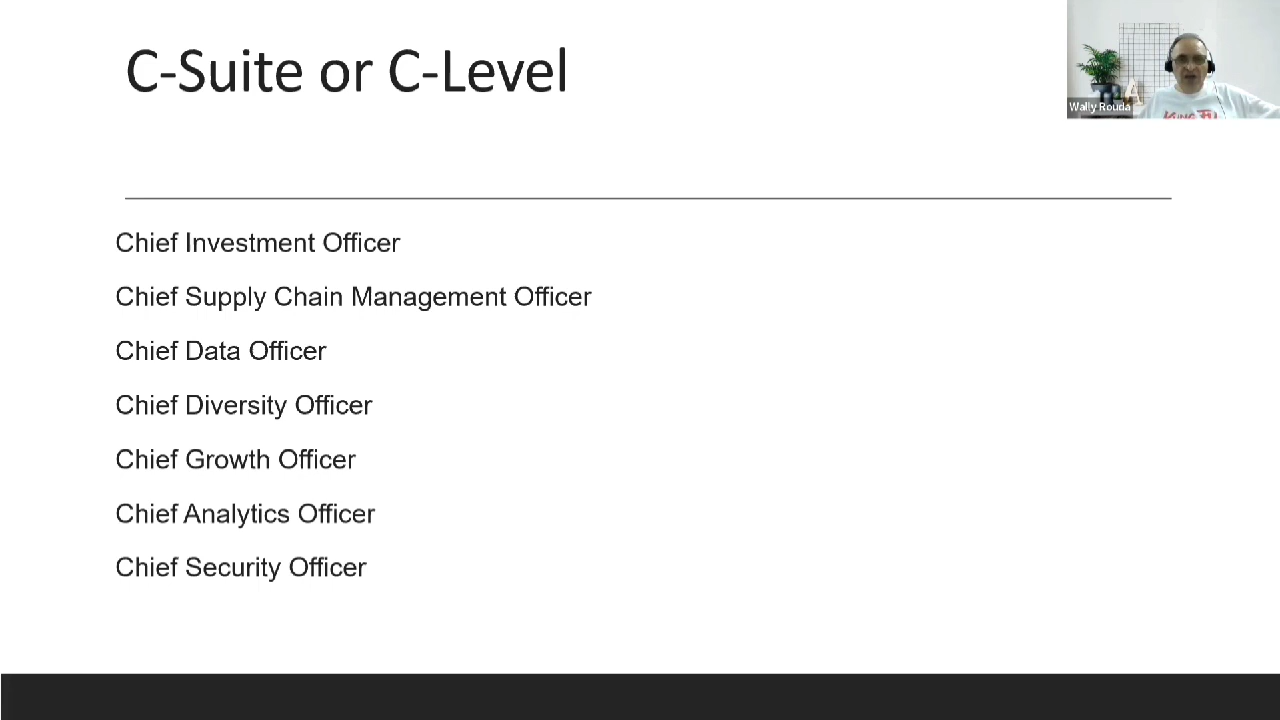 C-Suite or C-Level
Wally Rouda
Chief Investment Officer
Chief Supply Chain Management Officer
Chief Data Officer
Chief Diversity Officer
Chief Growth Officer
Chief Analytics Officer
Chief Security Officer